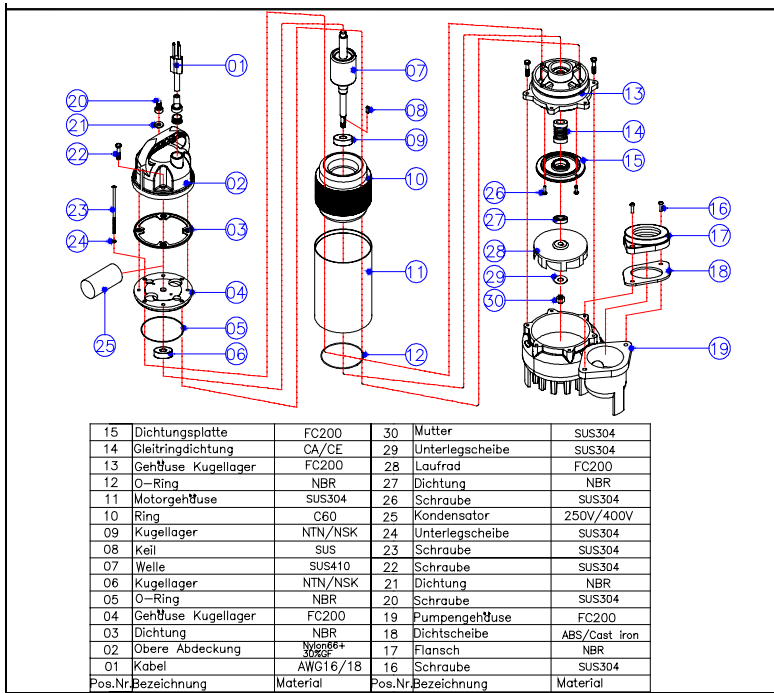 01
20
21
22
02
23
03
24
04
25
05
06
07
08
09
10
11
12
13
14
15
26
16
27
17
28
18
29
30
19
15 Dichtungsplatte FC200 30 Mutter SUS304
14 Gleitringdichtung CA/CE 29 Unterlegscheibe SUS304
13 Gehäuse Kugellager FC200 28 Laufrad FC200
12 O-Ring NBR 27 Dichtung NBR
11 Motorgehäuse SUS304 26 Schraube SUS304
10 Ring C60 25 Kondensator 250V/400V
09 Kugellager NTN/NSK 24 Unterlegscheibe SUS304
08 Keil SUS 23 Schraube SUS304
07 Welle SUS410 22 Schraube SUS304
06 Kugellager NTN/NSK 21 Dichtung NBR
05 O-Ring NBR 20 Schraube SUS304
04 Gehäuse Kugellager FC200 19 Pumpengehäuse FC200
03 Dichtung NBR 18 Dichtscheibe ABS/Cast iron
02 Obere Abdeckung Nylon66+ 30%GF 17 Flansch NBR
01 Kabel AWG16/18 16 Schraube SUS304
Pos.Nr. Bezeichnung Material Pos.Nr. Bezeichnung Material